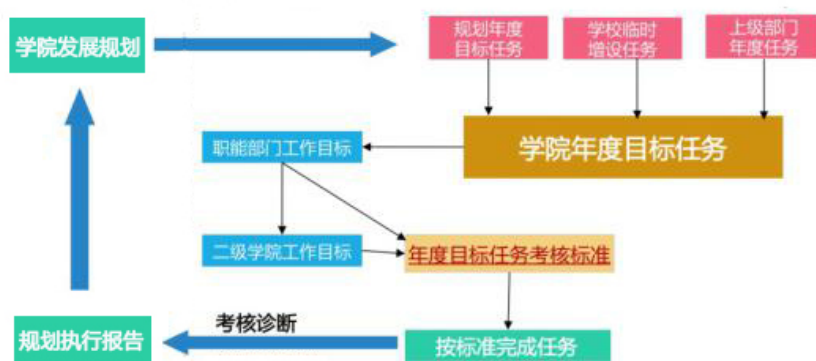 学院发展规划
规划年度
目标任务
学校临时
增设任务
上级部门
年度任务
学院年度目标任务
职能部门工作目标
二级学院工作目标
年度目标任务考核标准
考核诊断
规划执行报告
按标准完成任务